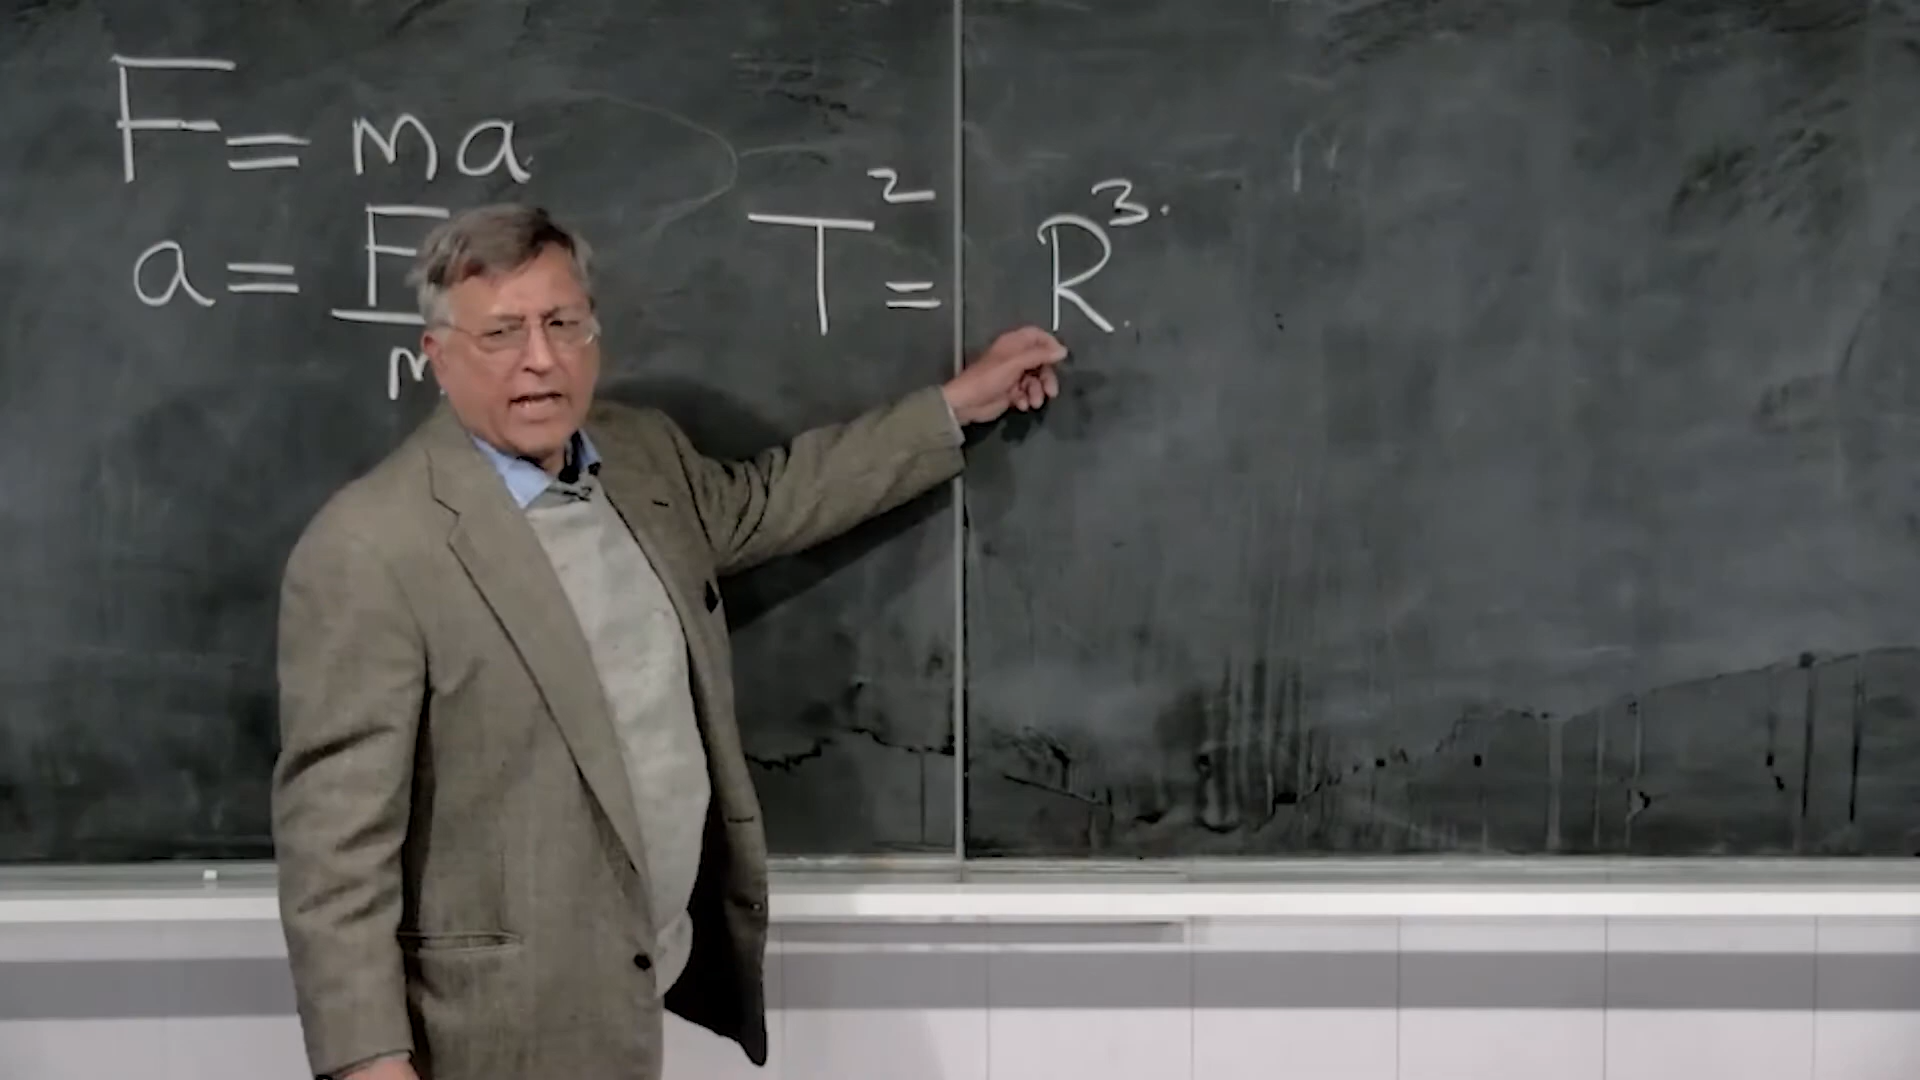 F = ma
a = F/m
T² = R³